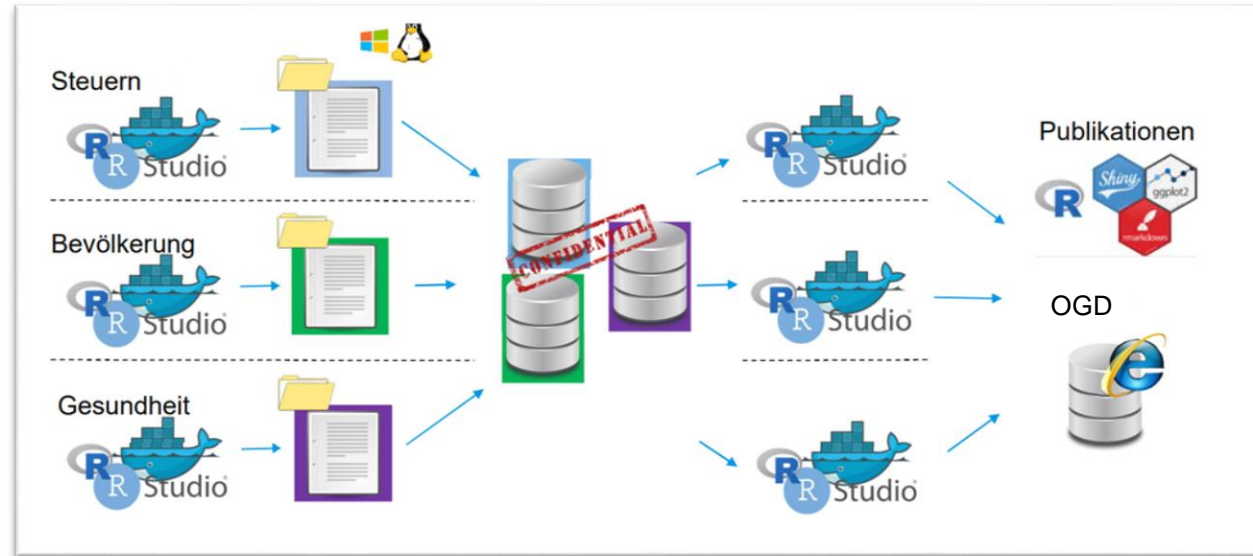 Steuern
R
R Studio
Bevölkerung
R
R Studio
Gesundheit
R
R Studio
CONFIDENTIAL
R
R Studio
R
R Studio
R
R Studio
Publikationen
R
Shiny
ggplot2
rmarkdown
OGD